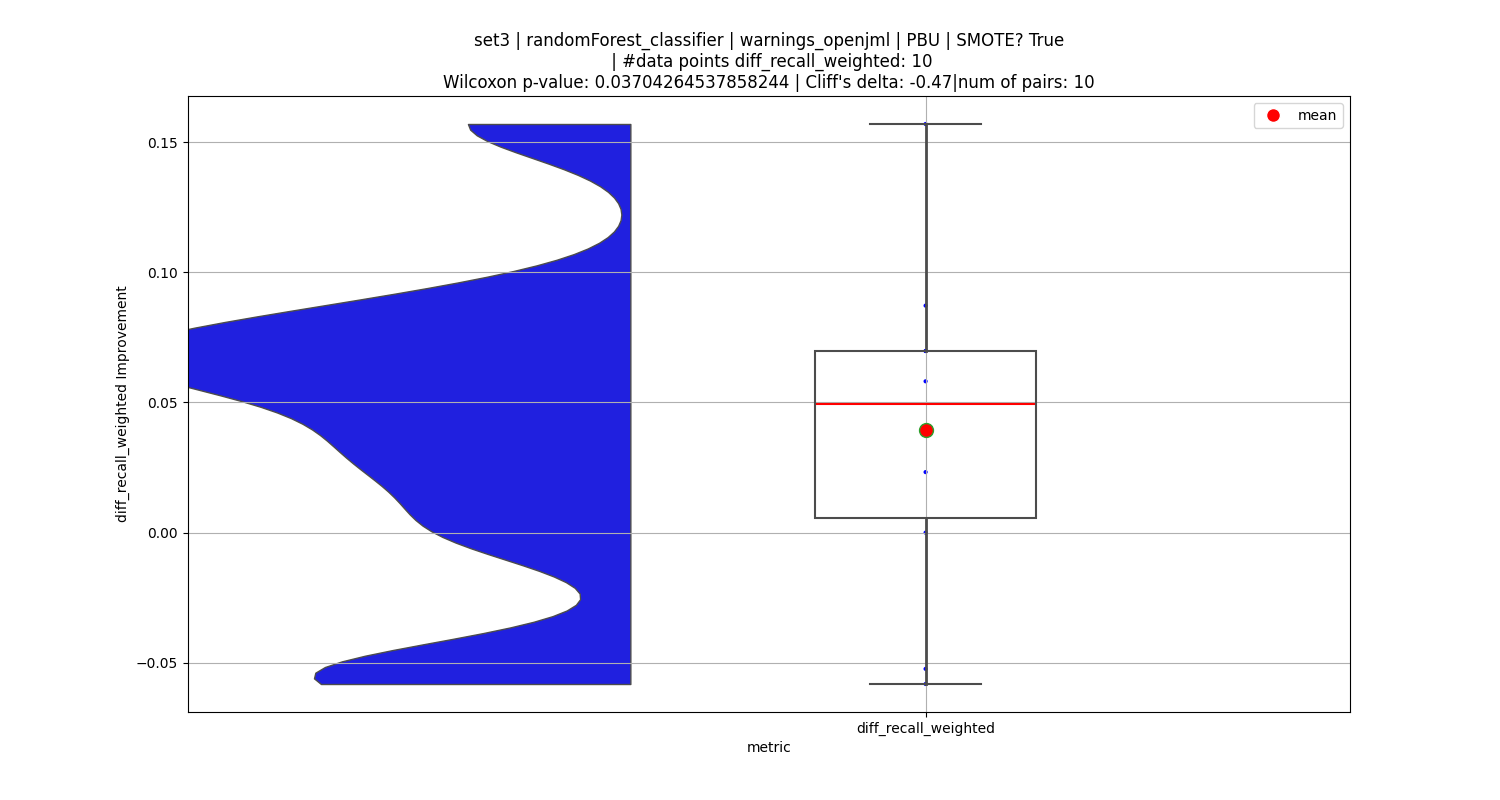 set3 | randomForest_classifier | warnings_openjml | PBU | SMOTE? True
| #data points diff_recall_weighted: 10
Wilcoxon p-value: 0.03704264537858244 | Cliff's delta: -0.47|num of pairs: 10
mean
0.15
0.10
0.05
0.00
−0.05
diff_recall_weighted Improvement
diff_recall_weighted
metric